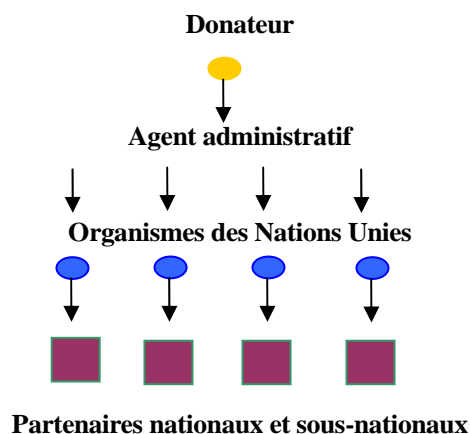 Donateur
Agent administratif
Organismes des Nations Unies
Partenaires nationaux et sous-nationaux